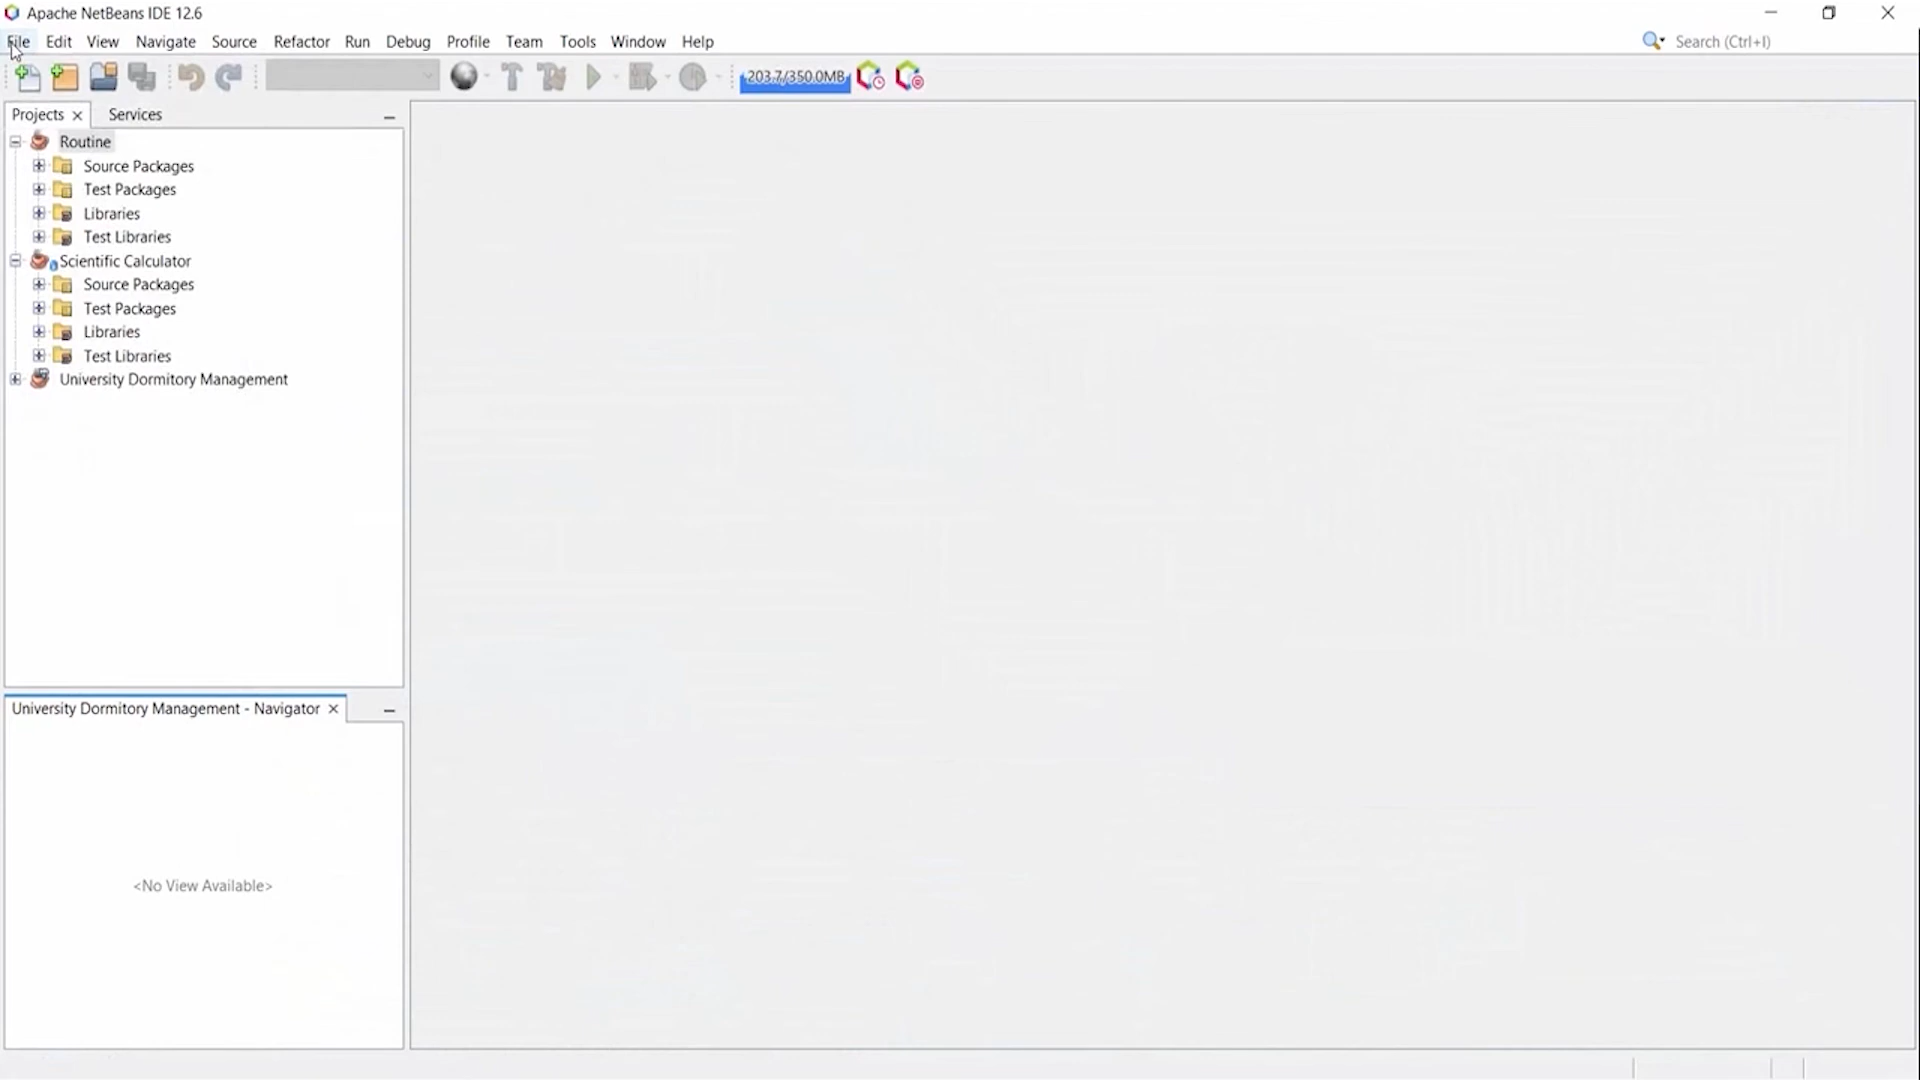 Apache NetBeans IDE 12.6
File Edit View Navigate Source Refactor Run Debug Profile Team Tools Window Help
Search (Ctrl+I)
203.7/350.0MB
Projects Services
Routine
Source Packages
Test Packages
Libraries
Test Libraries
Scientific Calculator
Source Packages
Test Packages
Libraries
Test Libraries
University Dormitory Management
University Dormitory Management - Navigator
<No View Available>